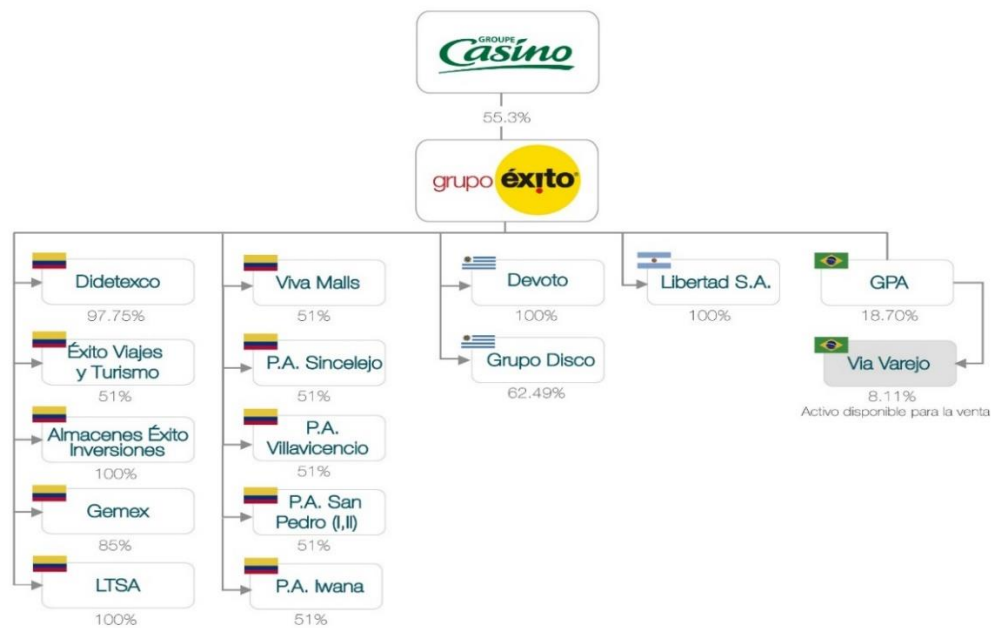 GROUPE
Casino
55.3%
grupo éxito
Didetexco
97.75%
Éxito Viajes
y Turismo
51%
Almacenes Éxito
Inversiones
100%
Gemex
85%
LTSA
100%
Viva Malls
51%
P.A. Sincelejo
51%
P.A.
Villavicencio
51%
P.A. San
Pedro (I,II)
51%
P.A. Iwana
51%
Devoto
100%
Grupo Disco
62.49%
Libertad S.A.
100%
GPA
18.70%
Via Varejo
8.11%
Activo disponible para la venta